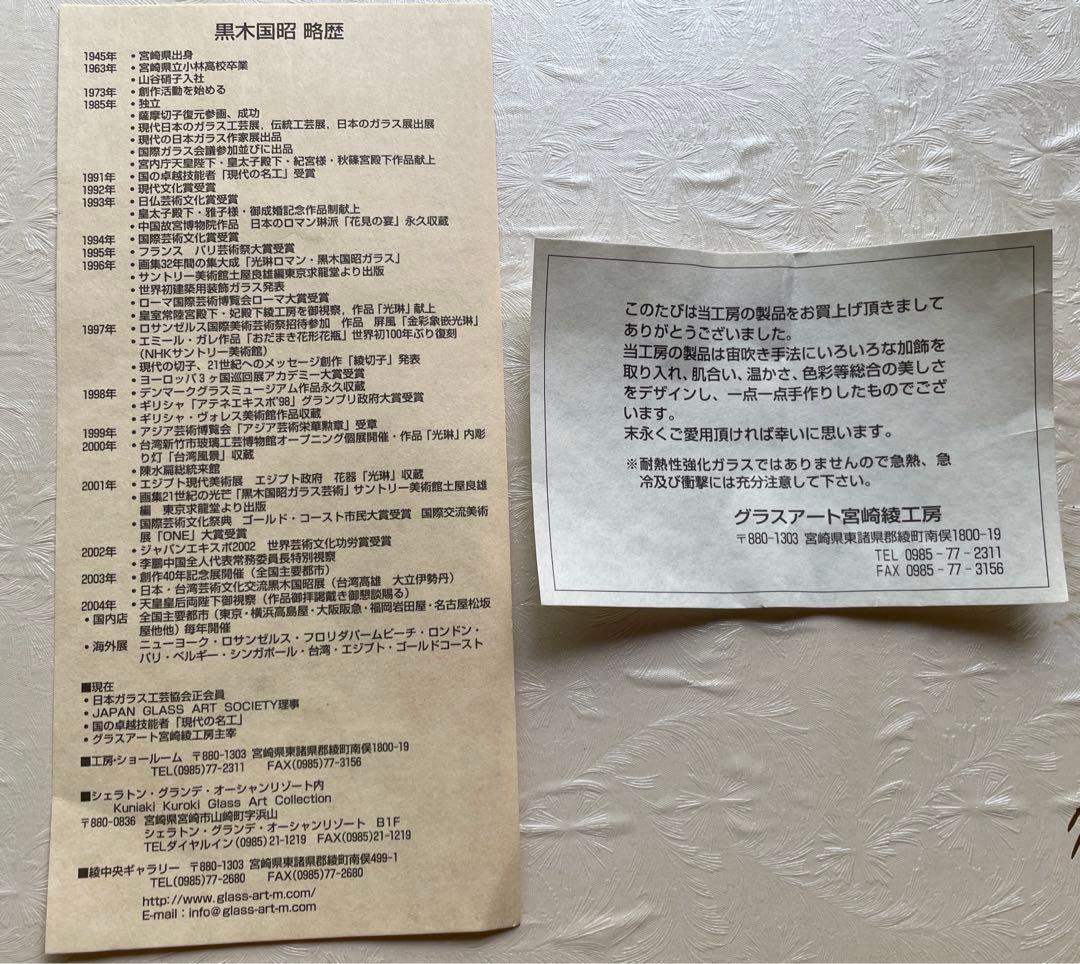 黒木国昭 略歴
1945年 •宮崎県出身
1963年 •宮崎県立小林高校卒業
•山谷硝子入社
1973年 •創作活動を始める
1985年 •独立
•薩摩切子復元参画、成功
•現代日本のガラス工芸展，伝統工芸展，日本のガラス展出展
•現代の日本ガラス作家展出品
•国際ガラス会議参加並びに出品
•宮内庁天皇陛下・皇太子殿下・紀宮様・秋篠宮殿下作品献上
1991年 •国の卓越技能者「現代の名工」受賞
1992年 •現代文化賞受賞
1993年 •日仏芸術文化賞受賞
•皇太子殿下・雅子様・御成婚記念作品制献上
•中国故宮博物院作品 日本のロマン琳派「花見の宴」永久収蔵
1994年 •国際芸術文化賞受賞
1995年 •フランス パリ芸術祭大賞受賞
1996年 •画集32年間の集大成「光琳ロマン・黒木国昭ガラス」
•サントリー美術館土屋良雄編東京求龍堂より出版
•世界初建築用装飾ガラス発表
•ローマ国際芸術博覧会ローマ大賞受賞
•皇室常陸宮殿下・妃殿下綾工房を御視察，作品「光琳」献上
1997年 •ロサンゼルス国際美術芸術祭招待参加 作品 屏風「金彩象嵌光琳」
•エミール・ガレ作品「おだまき花形花瓶」世界初100年ぶり復刻
（NHKサントリー美術館）
•現代の切子、21世紀へのメッセージ創作「綾切子」発表
•ヨーロッパ3ヶ国巡回展アカデミー大賞受賞
1998年 •デンマークグラスミュージアム作品永久収蔵
•ギリシャ「アテネエキスポ'98」グランプリ政府大賞受賞
•ギリシャ・ヴォレス美術館作品収蔵
1999年 •アジア芸術博覧会「アジア芸術栄華勲章」受章
2000年 •台湾新竹市玻璃工芸博物館オープニング個展開催・作品「光琳」内彫
り灯「台湾風景」収蔵
•陳水扁総統来館
2001年 •エジプト現代美術展 エジプト政府 花器「光琳」収蔵
•画集21世紀の光芒「黒木国昭ガラス芸術」サントリー美術館土屋良雄
編 東京求龍堂より出版
•国際芸術文化祭典 ゴールド・コースト市民大賞受賞 国際交流美術
展「ONE」大賞受賞
2002年 •ジャパンエキスポ2002 世界芸術文化功労賞受賞
•李鵬中国全人代表常務委員長特別視察
2003年 •創作40年記念展開催（全国主要都市）
•日本・台湾芸術文化交流黒木国昭展（台湾高雄 大立伊勢丹）
2004年 •天皇皇后両陛下御視察（作品御拝謁戴き御懇談賜る）
•国内店 全国主要都市（東京・横浜高島屋・大阪阪急・福岡岩田屋・名古屋松坂
屋他他）毎年開催
•海外展 ニューヨーク・ロサンゼルス・フロリダパームビーチ・ロンドン・
パリ・ベルギー・シンガポール・台湾・エジプト・ゴールドコースト
■現在
•日本ガラス工芸協会正会員
•JAPAN GLASS ART SOCIETY理事
•国の卓越技能者「現代の名工」
•グラスアート宮崎綾工房主宰
■工房・ショールーム 〒880-1303 宮崎県東諸県郡綾町南俣1800-19
TEL(0985)77-2311 FAX(0985)77-3156
■シェラトン・グランデ・オーシャンリゾート内
Kuniaki Kuroki Glass Art Collection
〒880-0836 宮崎県宮崎市山崎町字浜山
シェラトン・グランデ・オーシャンリゾート B1F
TELダイヤルイン(0985)21-1219 FAX(0985)21-1219
■綾中央ギャラリー 〒880-1303 宮崎県東諸県郡綾町南俣499-1
TEL(0985)77-2680 FAX(0985)77-2680
http://www.glass-art-m.com/
E-mail：info@glass-art-m.com
このたびは当工房の製品をお買上げ頂きまして
ありがとうございました。
当工房の製品は宙吹き手法にいろいろな加飾を
取り入れ、肌合い、温かさ、色彩等総合の美しさ
をデザインし、一点一点手作りしたものでござ
います。
末永くご愛用頂ければ幸いに思います。
※耐熱性強化ガラスではありませんので急熱、急
冷及び衝撃には充分注意して下さい。
グラスアート宮崎綾工房
〒880-1303 宮崎県東諸県郡綾町南俣1800-19
TEL 0985-77-2311
FAX 0985-77-3156